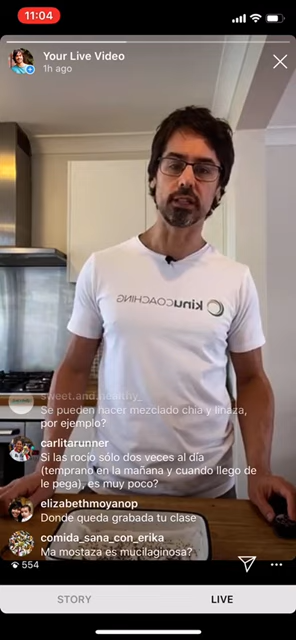 11:04
Your Live Video
1h ago
kinuCOACHING
sweet.and.healthy_
Se pueden hacer mezclado chia y linaza,
por ejemplo?
carlitarunner
Si las rocío sólo dos veces al día
(temprano en la mañana y cuando llego de
le pega), es muy poco?
elizabethmoyanop
Donde queda grabada tu clase
comida_sana_con_erika
Ma mostaza es mucilaginosa?
554
STORY LIVE